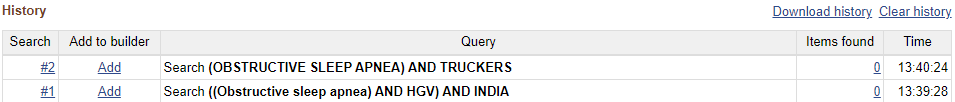 History Download history Clear history
Search Add to builder Query Items found Time
#2 Add Search (OBSTRUCTIVE SLEEP APNEA) AND TRUCKERS 0 13:40:24
#1 Add Search ((Obstructive sleep apnea) AND HGV) AND INDIA 0 13:39:28